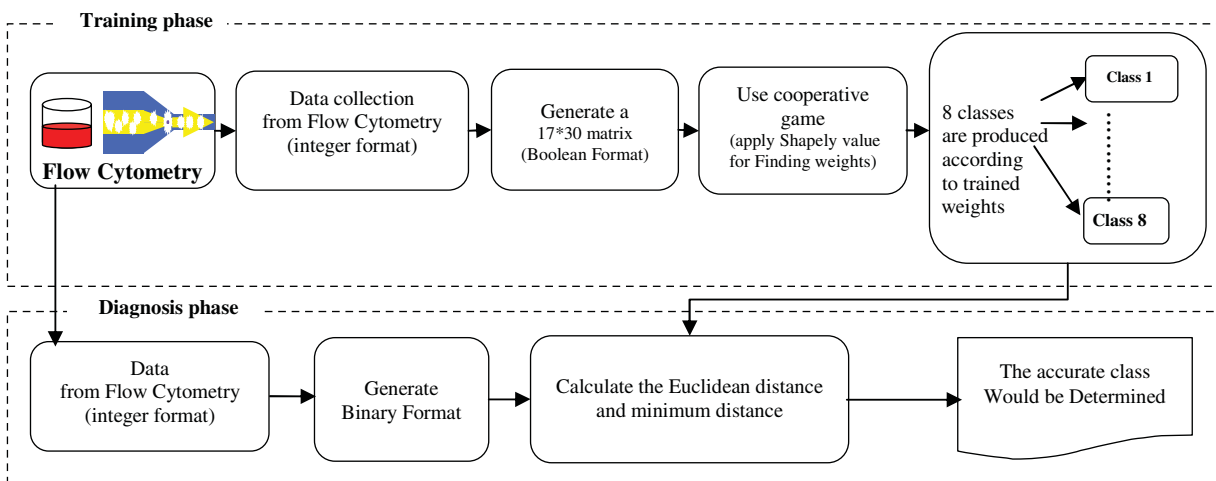 Training phase
Flow Cytometry
Data collection
from Flow Cytometry
(integer format)
Generate a
17*30 matrix
(Boolean Format)
Use cooperative
game
(apply Shapely value
for Finding weights)
8 classes
are produced
according
to trained
weights
Class 1
Class 8
Diagnosis phase
Data
from Flow Cytometry
(integer format)
Generate
Binary Format
Calculate the Euclidean distance
and minimum distance
The accurate class
Would be Determined